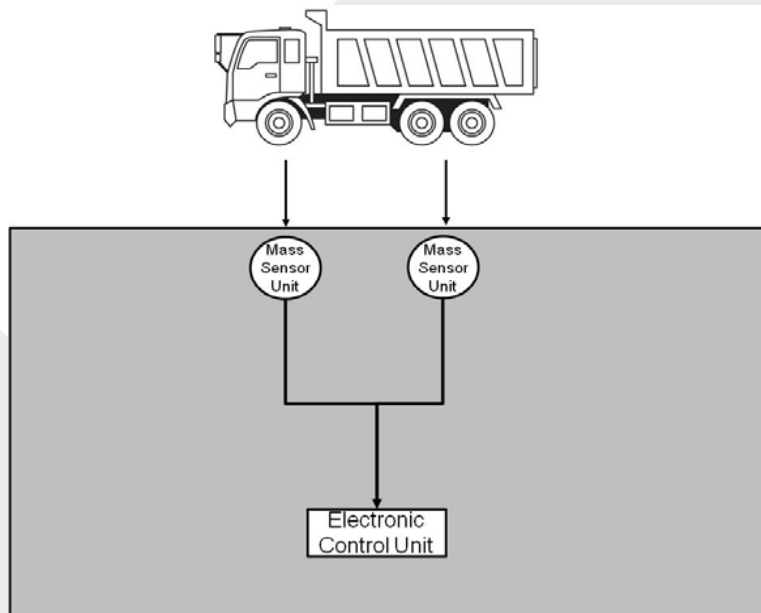 Mass
Sensor
Unit
Mass
Sensor
Unit
Electronic
Control Unit